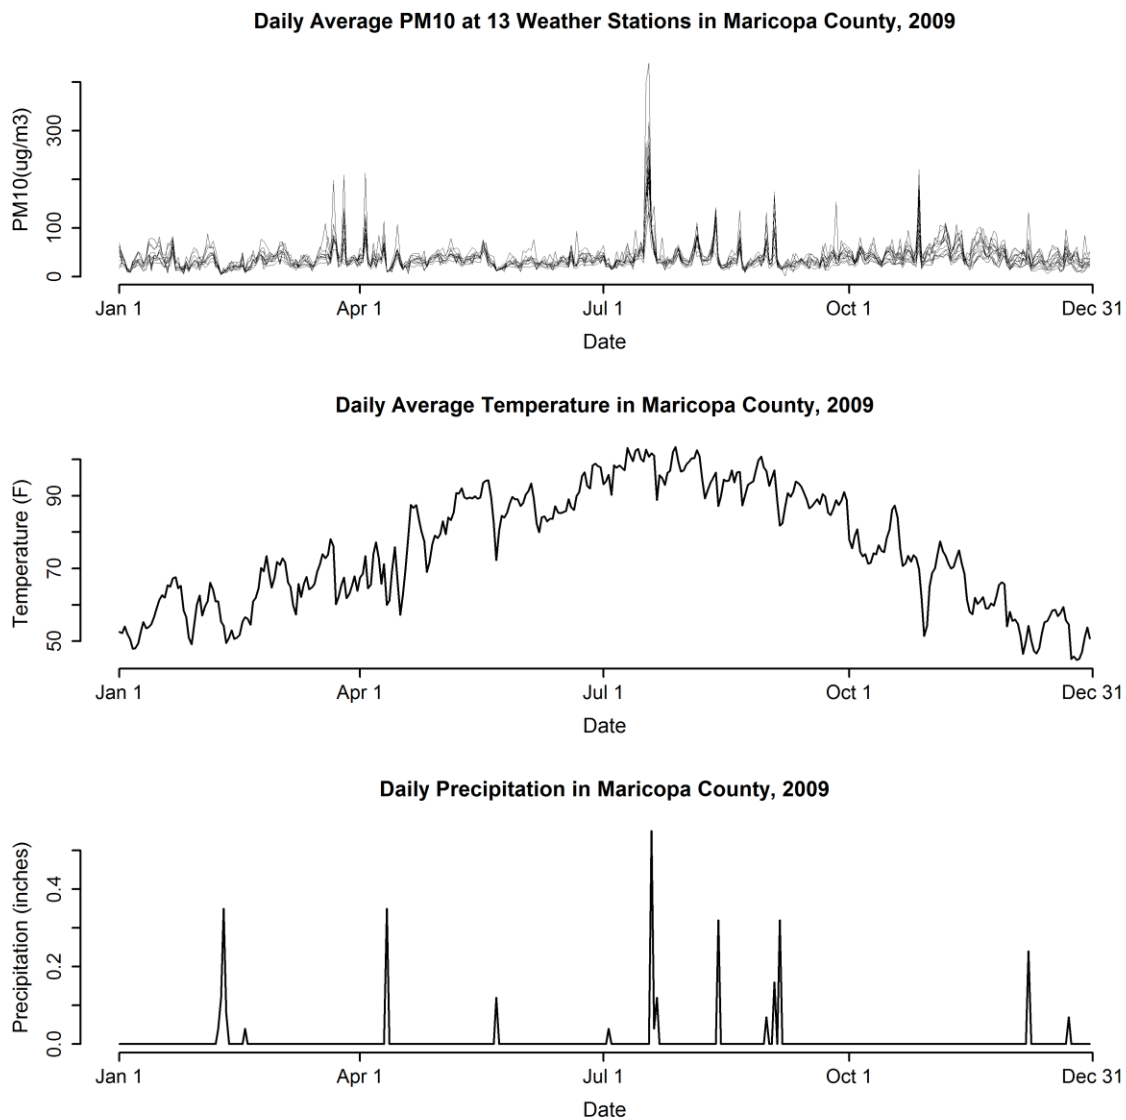 Daily Average PM10 at 13 Weather Stations in Maricopa County, 2009
PM10(ug/m3)
300
100
0
Jan 1 Apr 1 Jul 1 Oct 1 Dec 31
Date
Daily Average Temperature in Maricopa County, 2009
Temperature (F)
90
70
50
Jan 1 Apr 1 Jul 1 Oct 1 Dec 31
Date
Daily Precipitation in Maricopa County, 2009
Precipitation (inches)
0.4
0.2
0.0
Jan 1 Apr 1 Jul 1 Oct 1 Dec 31
Date